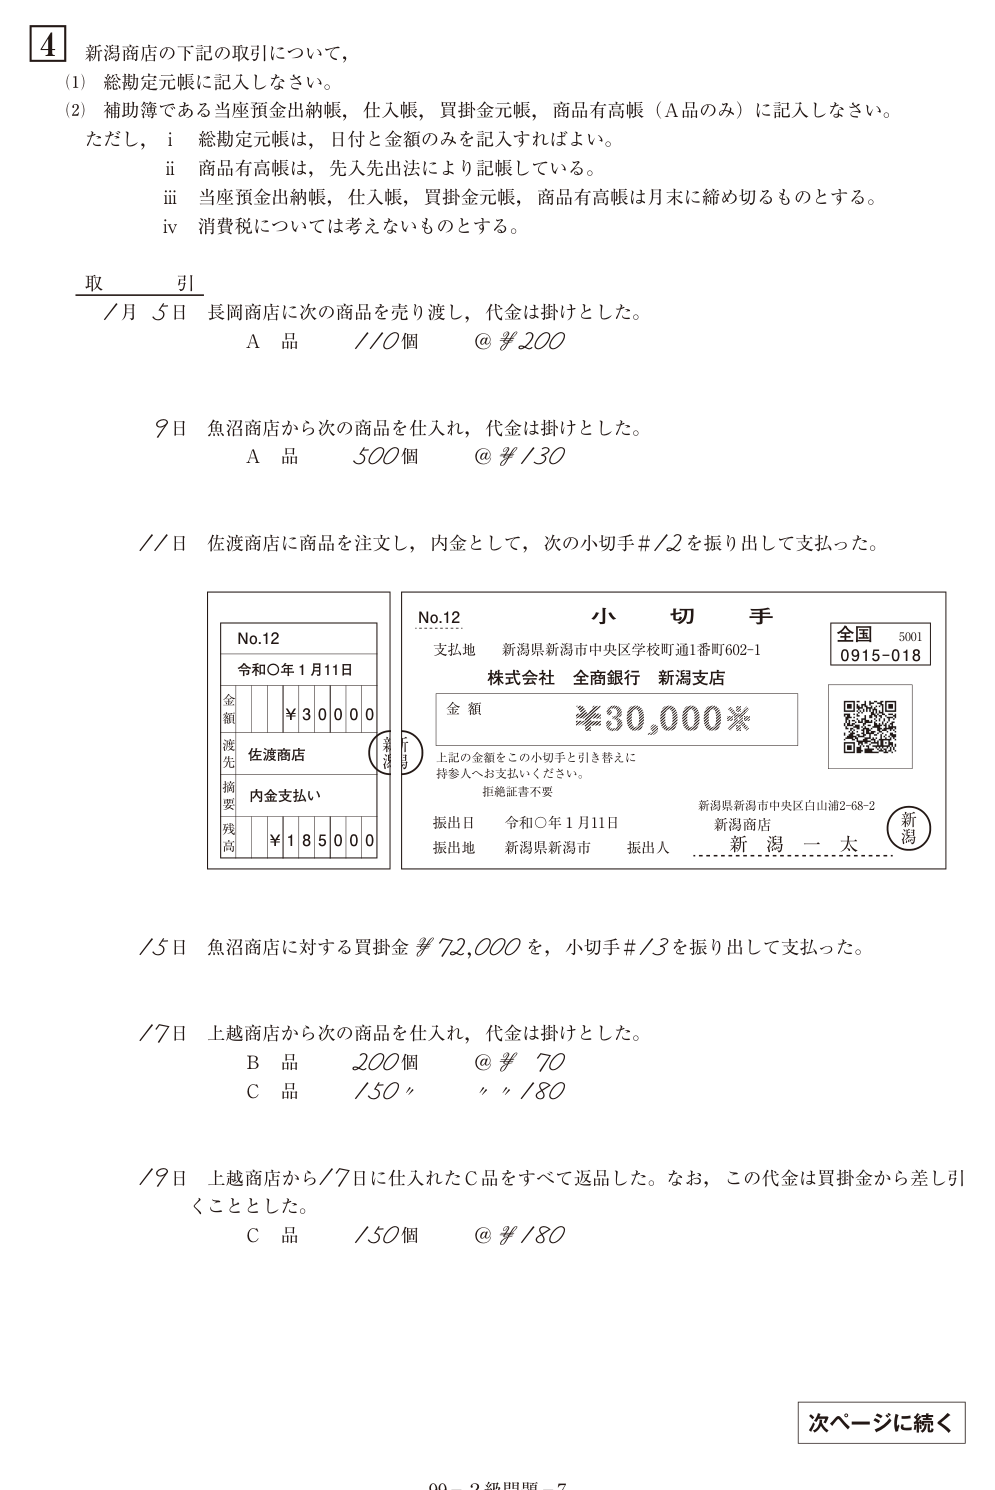 4 新潟商店の下記の取引について，
⑴ 総勘定元帳に記入しなさい。
⑵ 補助簿である当座預金出納帳，仕入帳，買掛金元帳，商品有高帳（A品のみ）に記入しなさい。
ただし， ⅰ 総勘定元帳は，日付と金額のみを記入すればよい。
ⅱ 商品有高帳は，先入先出法により記帳している。
ⅲ 当座預金出納帳，仕入帳，買掛金元帳，商品有高帳は月末に締め切るものとする。
ⅳ 消費税については考えないものとする。
取 引
1月 5日 長岡商店に次の商品を売り渡し，代金は掛けとした。
A 品 110個 @¥200
9日 魚沼商店から次の商品を仕入れ，代金は掛けとした。
A 品 500個 @¥130
11日 佐渡商店に商品を注文し，内金として，次の小切手＃12を振り出して支払った。
No.12
令和○年1月11日
金額 ¥30000
渡先 佐渡商店
摘要 内金支払い
残高 ¥185000
新潟
No.12 小切手
全国 5001
0915-018
支払地 新潟県新潟市中央区学校町通1番町602-1
株式会社 全商銀行 新潟支店
金額 ¥30,000※
上記の金額をこの小切手と引き替えに
持参人へお支払いください。
拒絶証書不要
新潟県新潟市中央区白山浦2-68-2
振出日 令和○年1月11日 新潟商店
振出地 新潟県新潟市 振出人 新潟一太 新潟
15日 魚沼商店に対する買掛金¥72,000を，小切手＃13を振り出して支払った。
17日 上越商店から次の商品を仕入れ，代金は掛けとした。
B 品 200個 @¥ 70
C 品 150〃 〃〃180
19日 上越商店から17日に仕入れたC品をすべて返品した。なお，この代金は買掛金から差し引
くこととした。
C 品 150個 @¥180
次ページに続く
99－2級問題－7